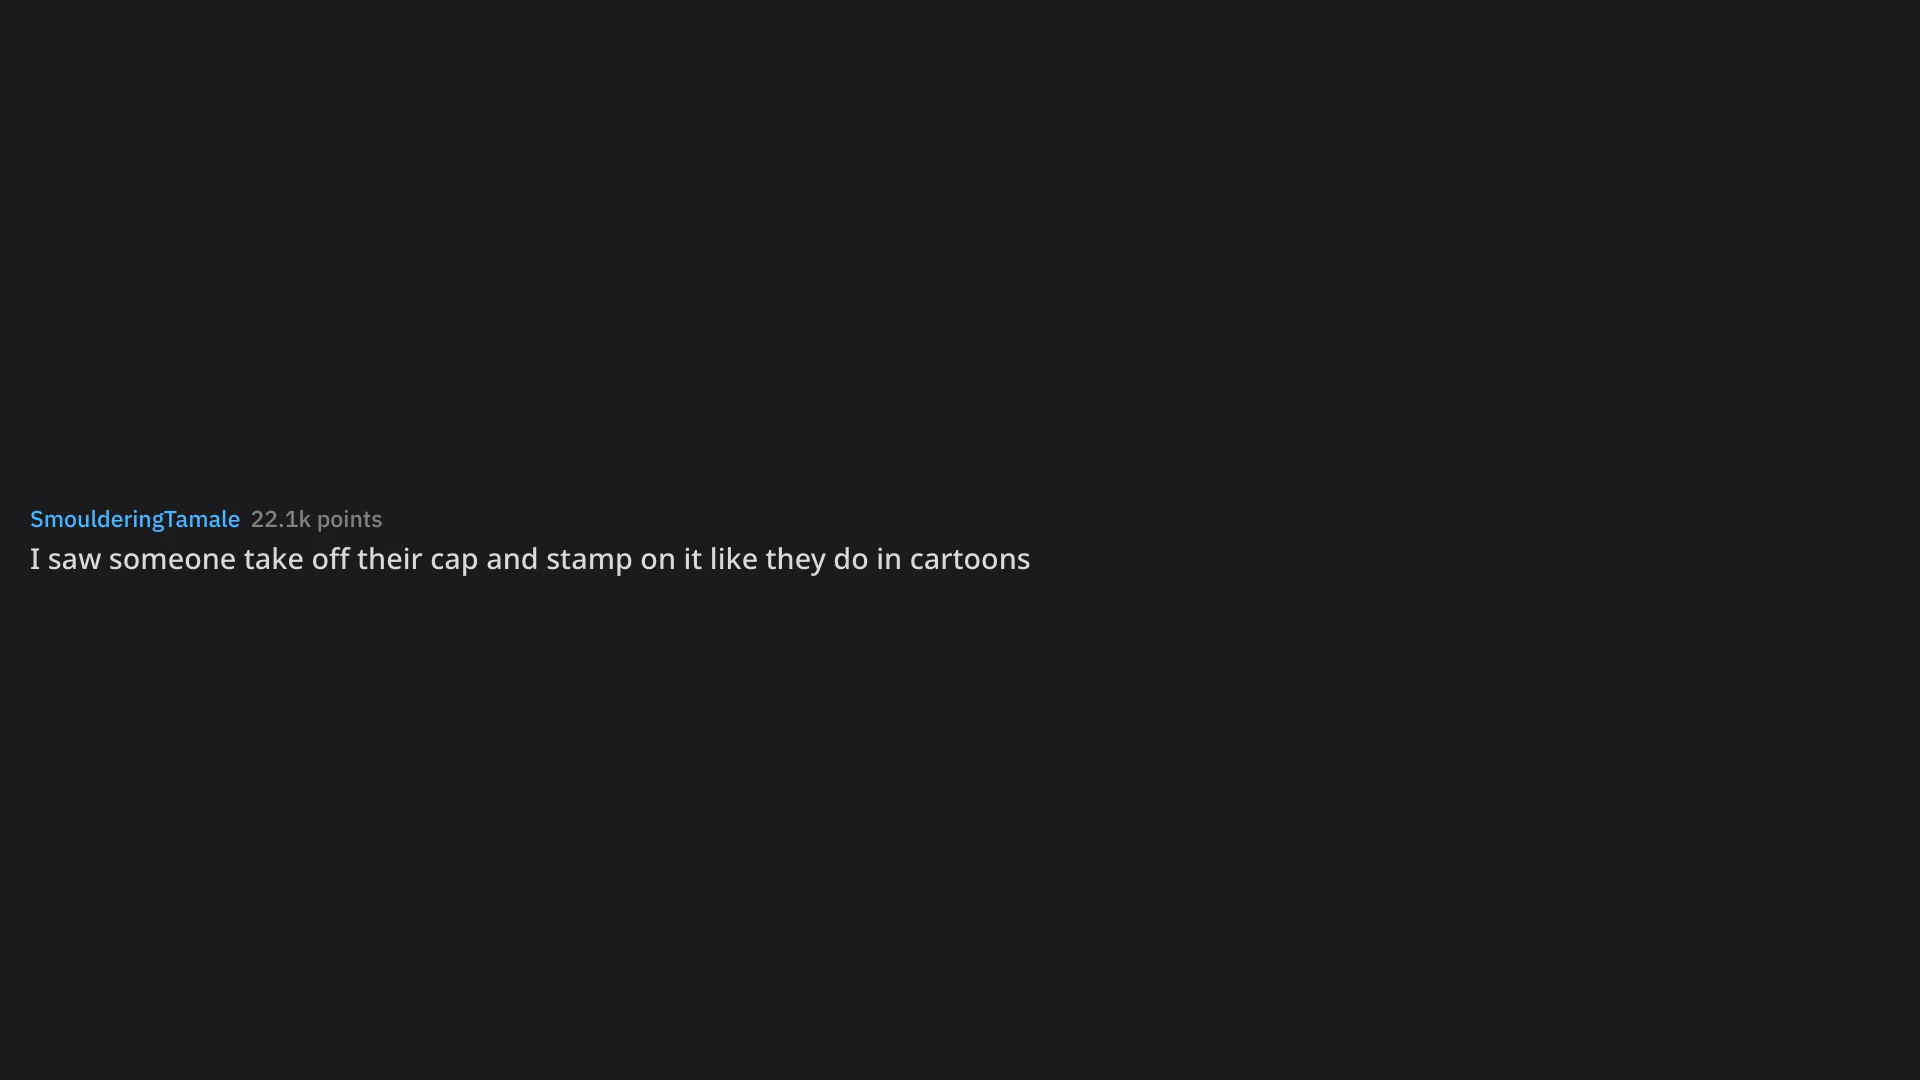 SmoulderingTamale 22.1k points
I saw someone take off their cap and stamp on it like they do in cartoons